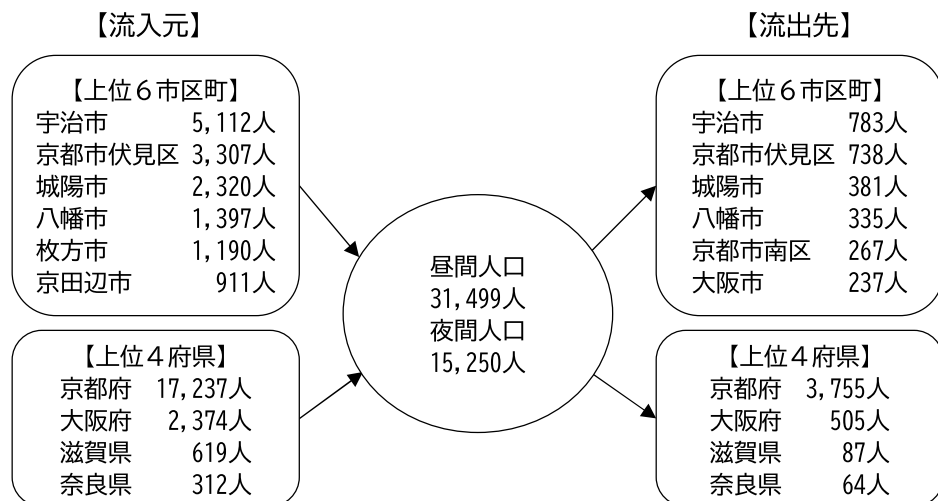 【流入元】
【上位６市区町】
宇治市 5,112人
京都市伏見区 3,307人
城陽市 2,320人
八幡市 1,397人
枚方市 1,190人
京田辺市 911人
【上位４府県】
京都府 17,237人
大阪府 2,374人
滋賀県 619人
奈良県 312人
昼間人口
31,499人
夜間人口
15,250人
【流出先】
【上位６市区町】
宇治市 783人
京都市伏見区 738人
城陽市 381人
八幡市 335人
京都市南区 267人
大阪市 237人
【上位４府県】
京都府 3,755人
大阪府 505人
滋賀県 87人
奈良県 64人